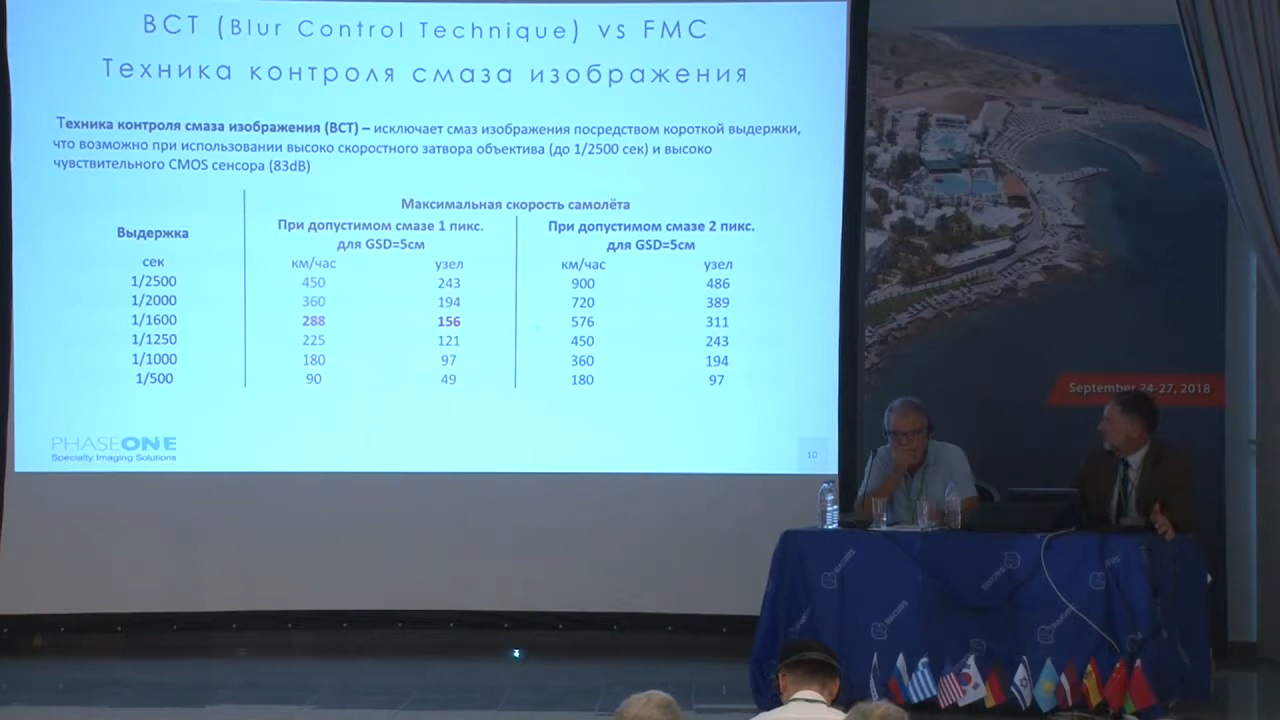 BCT (Blur Control Technique) vs FMC
Техника контроля смаза изображения
Техника контроля смаза изображения (BCT) – исключает смаз изображения посредством короткой выдержки,
что возможно при использовании высоко скоростного затвора объектива (до 1/2500 сек) и высоко
чувствительного CMOS сенсора (83dB)
Максимальная скорость самолёта
Выдержка При допустимом смазе 1 пикс. При допустимом смазе 2 пикс.
для GSD=5см для GSD=5см
сек км/час узел км/час узел
1/2500 450 243 900 486
1/2000 360 194 720 389
1/1600 288 156 576 311
1/1250 225 121 450 243
1/1000 180 97 360 194
1/500 90 49 180 97
PHASEONE
Specialty Imaging Solutions
10
September 24-27, 2018